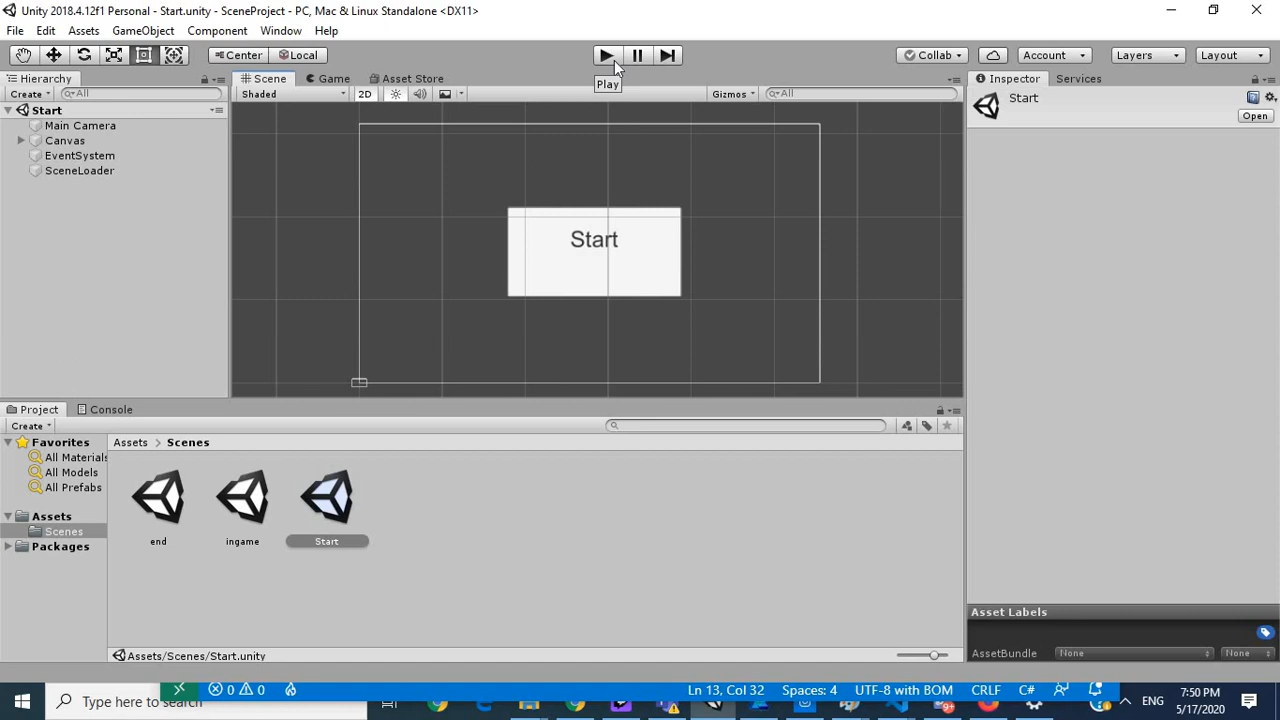 Unity 2018.4.12f1 Personal - Start.unity - SceneProject - PC, Mac & Linux Standalone <DX11>
File Edit Assets GameObject Component Window Help
Center Local Collab Account Layers Layout
Hierarchy Scene Game Asset Store Play Inspector Services
Create All Shaded 2D Gizmos All Start
Open
Start
Main Camera
Canvas
EventSystem
SceneLoader
Start
Project Console
Create
Favorites Assets > Scenes
All Materials
All Models
All Prefabs
Assets
Scenes
Packages
end ingame Start
Asset Labels
Assets/Scenes/Start.unity
AssetBundle None None
Type here to search 0 0 Ln 13, Col 32 Spaces: 4 UTF-8 with BOM CRLF C# ENG
7:50 PM
5/17/2020